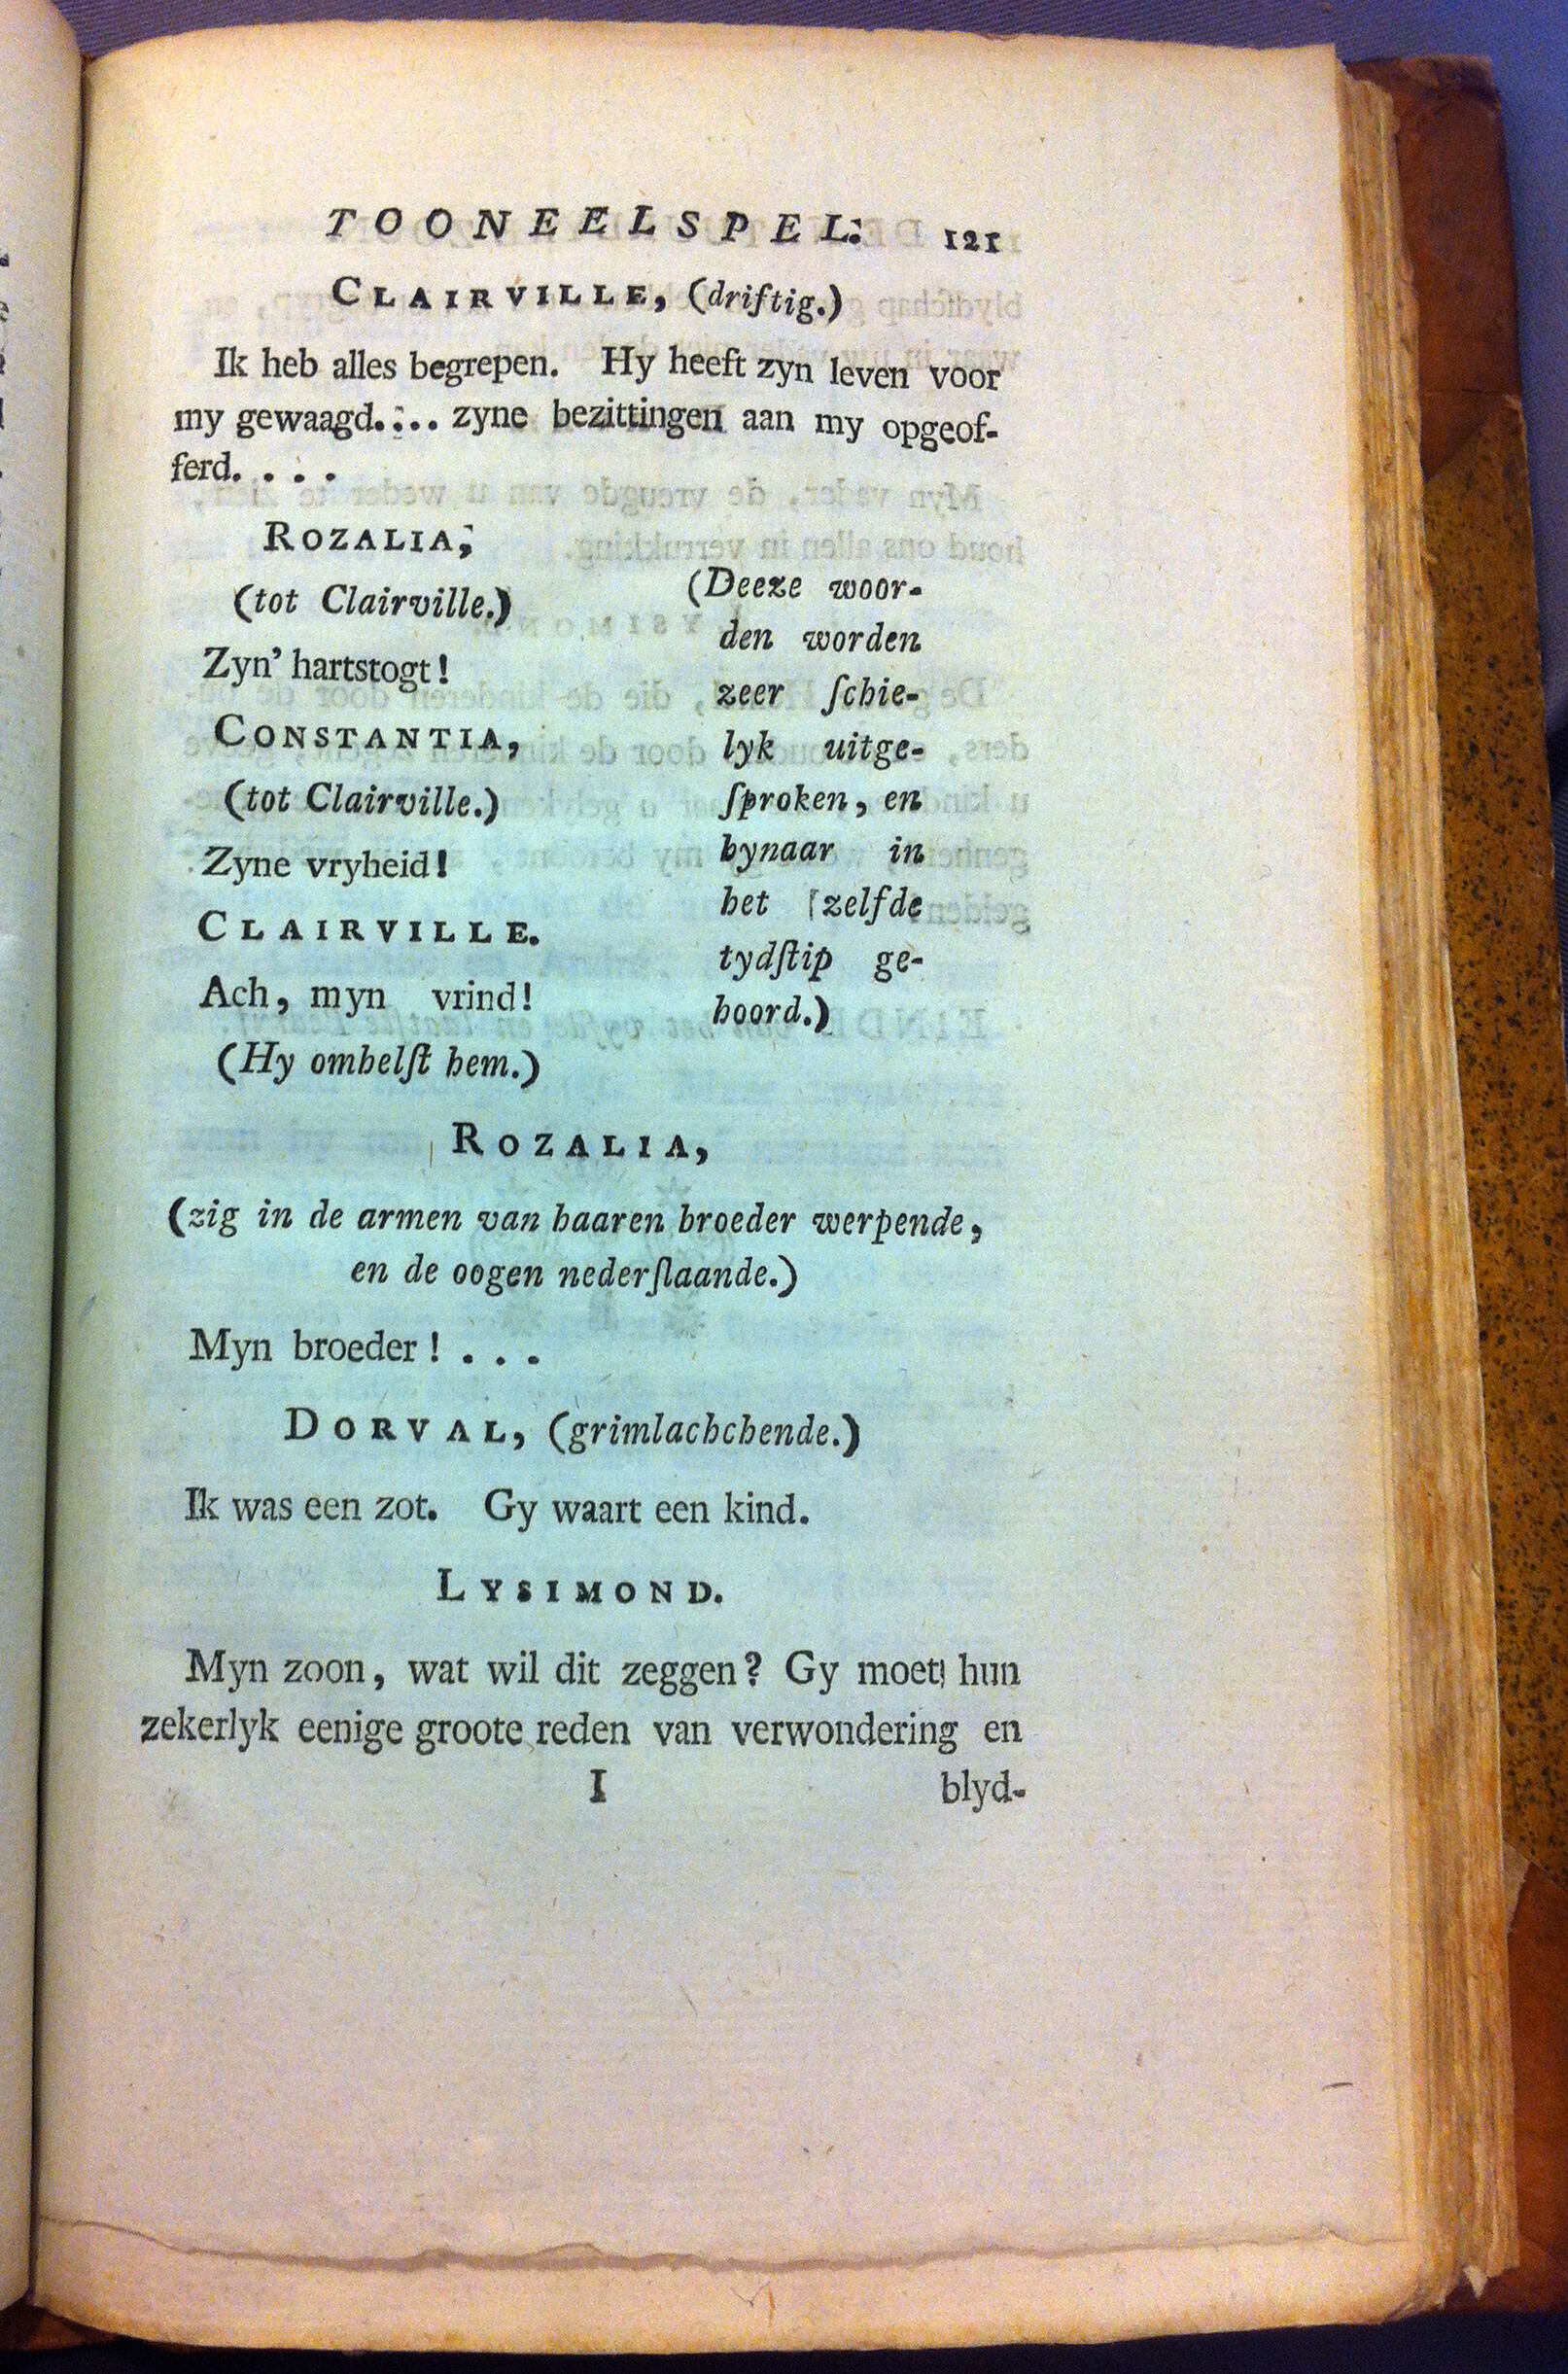 TOONEELSPEL. 121
CLAIRVILLE, (driftig.)
Ik heb alles begrepen. Hy heeft zyn leven voor
my gewaagd.... zyne bezittingen aan my opgeof-
ferd. . . .
ROZALIA,
(tot Clairville.)
Zyn' hartstogt!
CONSTANTIA,
(tot Clairville.)
Zyne vryheid!
CLAIRVILLE.
Ach, myn vrind!
(Hy omhelſt hem.)
(Deeze woor-
den worden
zeer ſchie-
lyk uitge-
ſproken, en
bynaar in
het zelfde
tydſtip ge-
hoord.)
ROZALIA,
(zig in de armen van haaren broeder werpende,
en de oogen nederſlaande.)
Myn broeder! . . .
DORVAL, (grimlachchende.)
Ik was een zot. Gy waart een kind.
LYSIMOND.
Myn zoon, wat wil dit zeggen? Gy moet hun
zekerlyk eenige groote reden van verwondering en
I blyd-